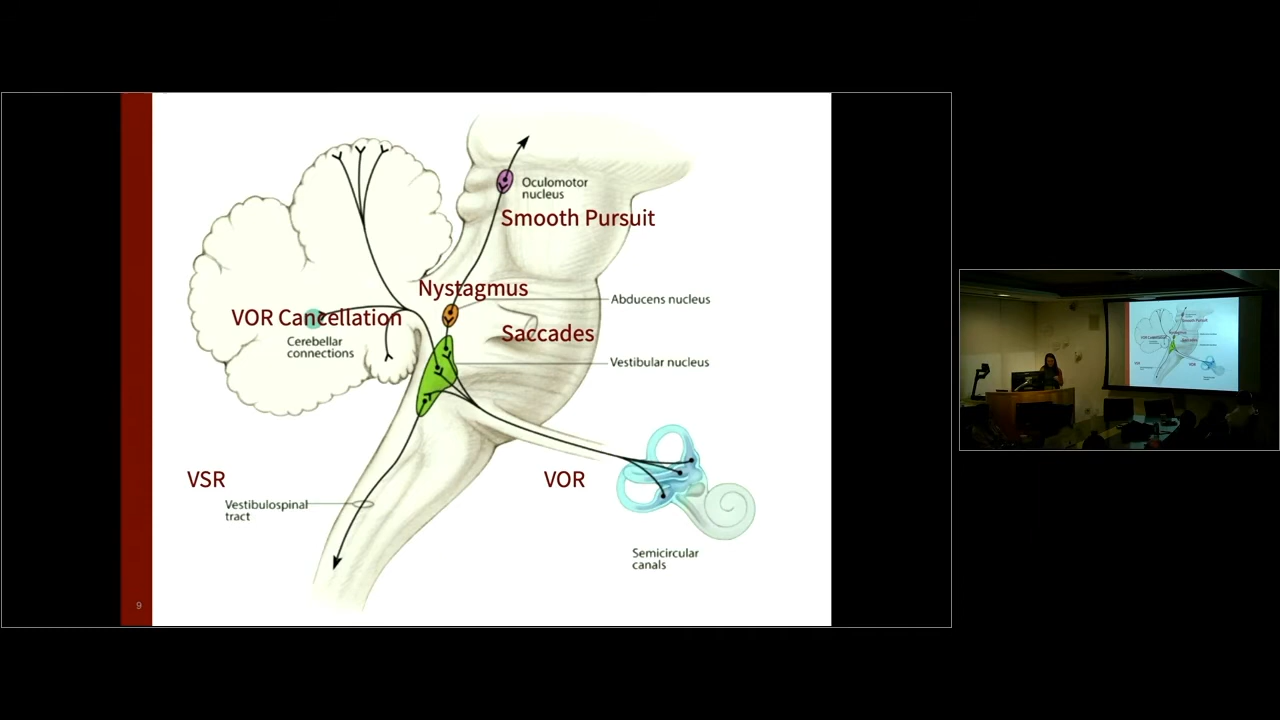 Oculomotor
nucleus
Smooth Pursuit
Nystagmus
Abducens nucleus
VOR Cancellation
Saccades
Cerebellar
connections
Vestibular nucleus
VSR
VOR
Vestibulospinal
tract
Semicircular
canals
9